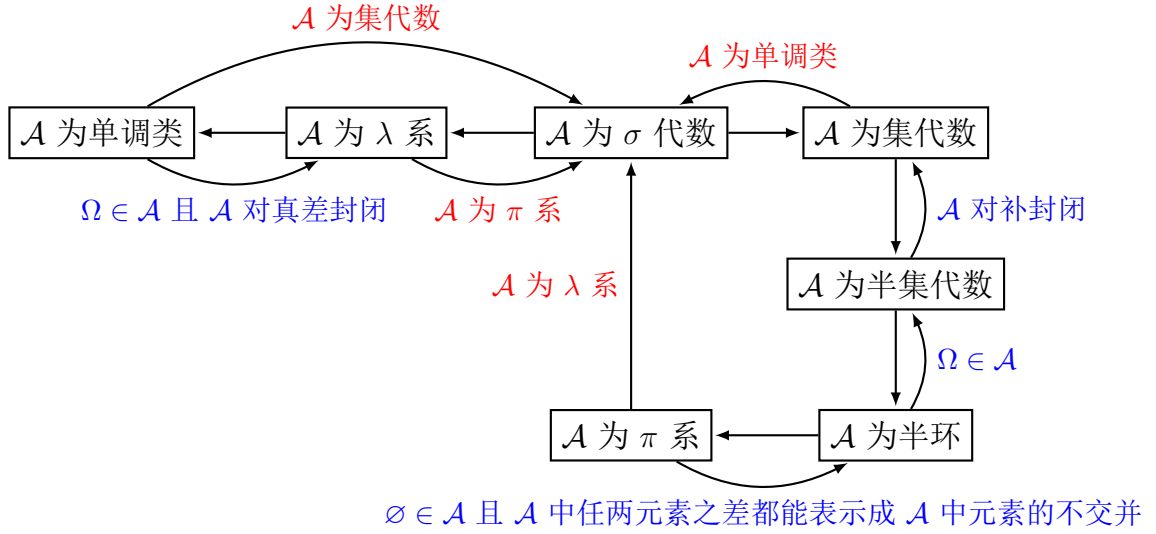 𝒜 为集代数
𝒜 为单调类
𝒜 为单调类
𝒜 为 λ 系
𝒜 为 σ 代数
𝒜 为集代数
Ω ∈ 𝒜 且 𝒜 对真差封闭
𝒜 为 π 系
𝒜 对补封闭
𝒜 为 λ 系
𝒜 为半集代数
Ω ∈ 𝒜
𝒜 为 π 系
𝒜 为半环
∅ ∈ 𝒜 且 𝒜 中任两元素之差都能表示成 𝒜 中元素的不交并